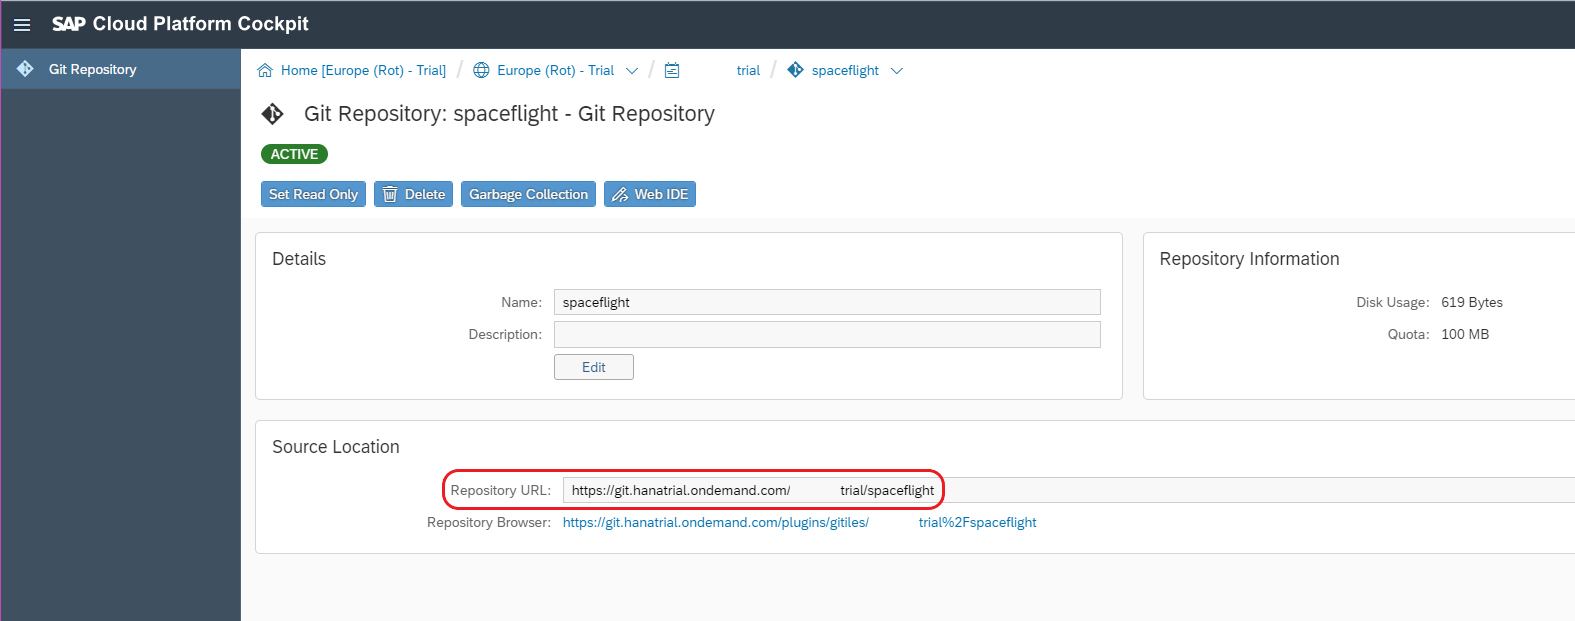 SAP Cloud Platform Cockpit
Git Repository
Home [Europe (Rot) - Trial] / Europe (Rot) - Trial / trial / spaceflight
Git Repository: spaceflight - Git Repository
ACTIVE
Set Read Only Delete Garbage Collection Web IDE
Details
Name: spaceflight
Description:
Edit
Repository Information
Disk Usage: 619 Bytes
Quota: 100 MB
Source Location
Repository URL: https://git.hanatrial.ondemand.com/ trial/spaceflight
Repository Browser: https://git.hanatrial.ondemand.com/plugins/gitiles/ trial%2Fspaceflight